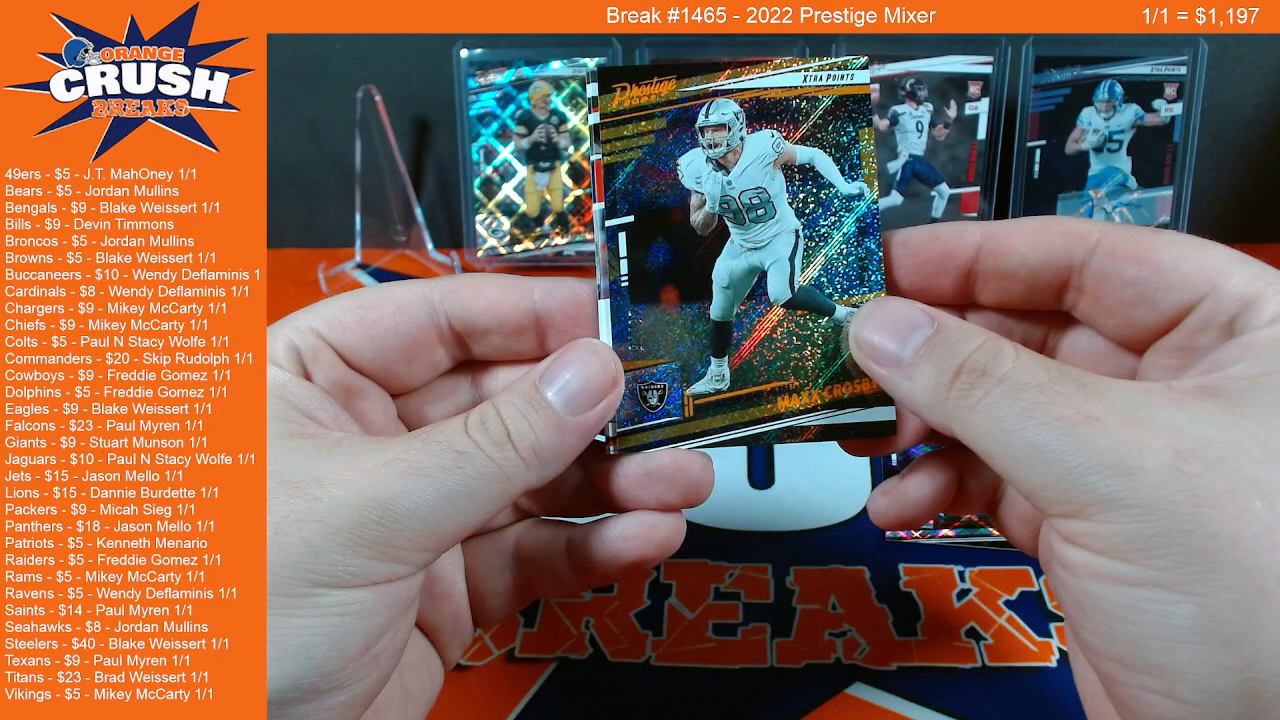 Break #1465 - 2022 Prestige Mixer
1/1 = $1,197
ORANGE
CRUSH
BREAKS
49ers - $5 - J.T. MahOney 1/1
Bears - $5 - Jordan Mullins
Bengals - $9 - Blake Weissert 1/1
Bills - $9 - Devin Timmons
Broncos - $5 - Jordan Mullins
Browns - $5 - Blake Weissert 1/1
Buccaneers - $10 - Wendy Deflaminis 1
Cardinals - $8 - Wendy Deflaminis 1/1
Chargers - $9 - Mikey McCarty 1/1
Chiefs - $9 - Mikey McCarty 1/1
Colts - $5 - Paul N Stacy Wolfe 1/1
Commanders - $20 - Skip Rudolph 1/1
Cowboys - $9 - Freddie Gomez 1/1
Dolphins - $5 - Freddie Gomez 1/1
Eagles - $9 - Blake Weissert 1/1
Falcons - $23 - Paul Myren 1/1
Giants - $9 - Stuart Munson 1/1
Jaguars - $10 - Paul N Stacy Wolfe 1/1
Jets - $15 - Jason Mello 1/1
Lions - $15 - Dannie Burdette 1/1
Packers - $9 - Micah Sieg 1/1
Panthers - $18 - Jason Mello 1/1
Patriots - $5 - Kenneth Menario
Raiders - $5 - Freddie Gomez 1/1
Rams - $5 - Mikey McCarty 1/1
Ravens - $5 - Wendy Deflaminis 1/1
Saints - $14 - Paul Myren 1/1
Seahawks - $8 - Jordan Mullins
Steelers - $40 - Blake Weissert 1/1
Texans - $9 - Paul Myren 1/1
Titans - $23 - Brad Weissert 1/1
Vikings - $5 - Mikey McCarty 1/1
Prestige
XTRA POINTS
98
RAIDERS
MAXX CROSB
9
RC
XTRA POINTS
RC
BREAKS